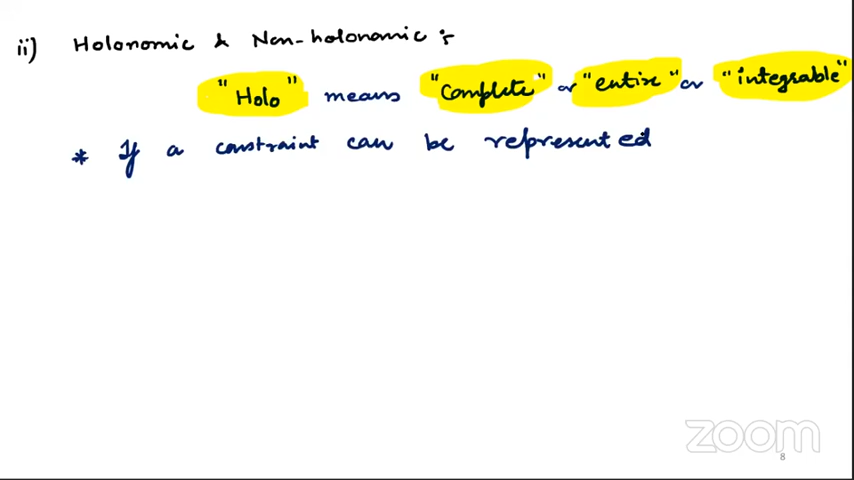 ii) Holonomic & Non-holonomic :-
"Holo" means "Complete" or "entire" or "integrable"
* If a constraint can be represented
zoom
8